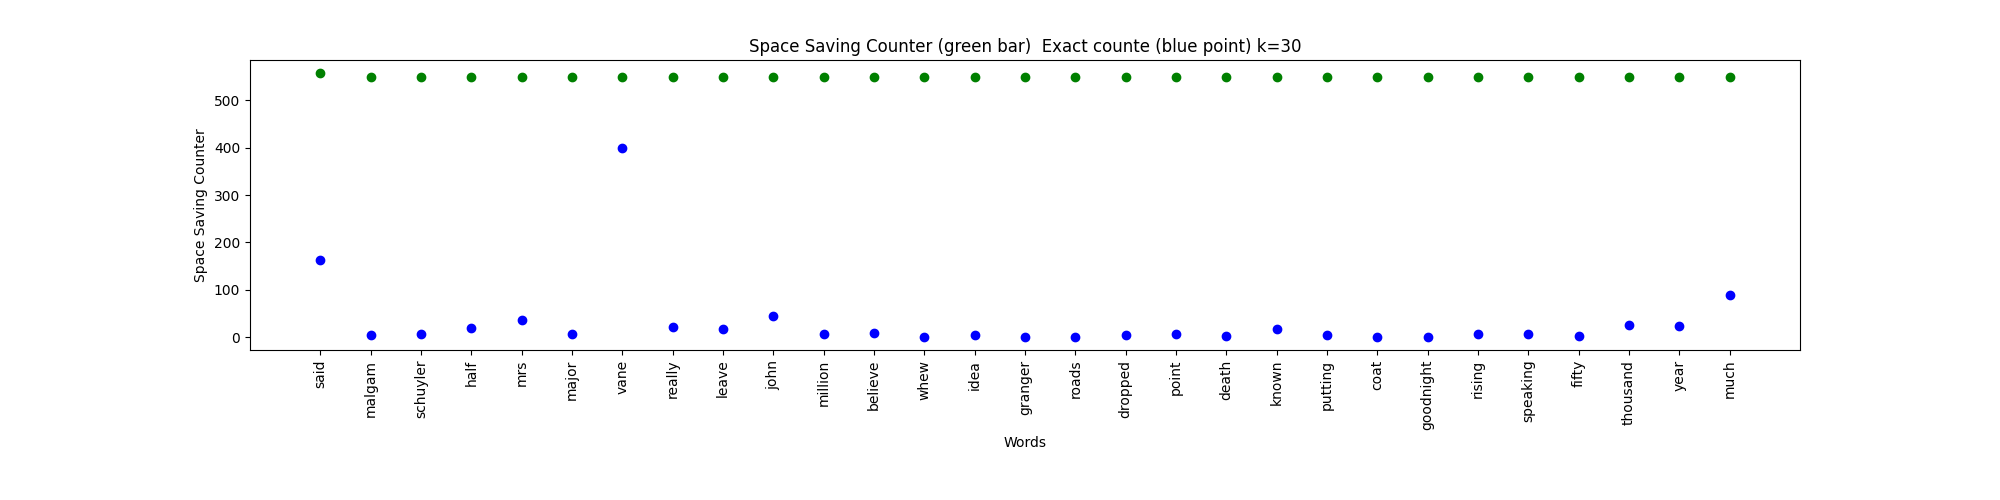 Space Saving Counter (green bar)  Exact counte (blue point) k=30
Space Saving Counter
500
400
300
200
100
0
said
malgam
schuyler
half
mrs
major
vane
really
leave
john
million
believe
whew
idea
granger
roads
dropped
point
death
known
putting
coat
goodnight
rising
speaking
fifty
thousand
year
much
Words